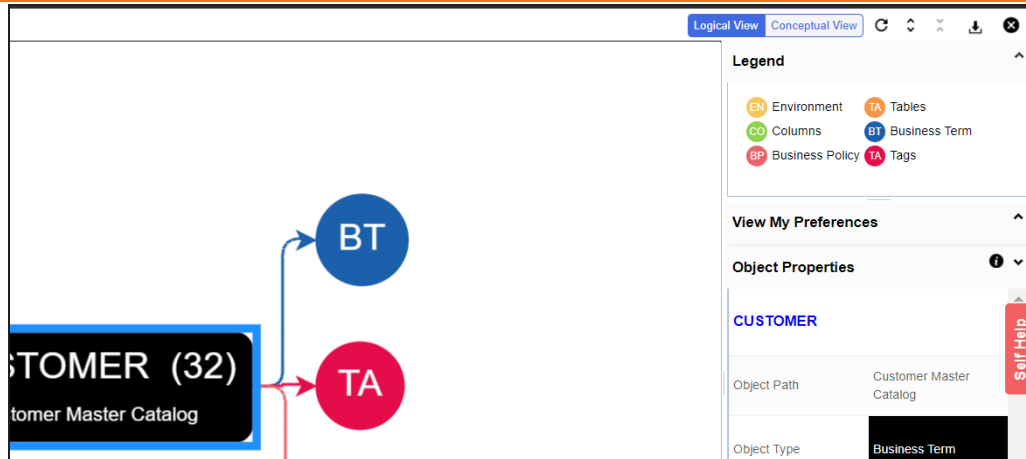 Logical View Conceptual View
Legend
EN Environment TA Tables
CO Columns BT Business Term
BP Business Policy TA Tags
BT
View My Preferences
Object Properties
CUSTOMER
Self Help
STOMER (32)
TA
tomer Master Catalog
Object Path Customer Master
Catalog
Object Type Business Term